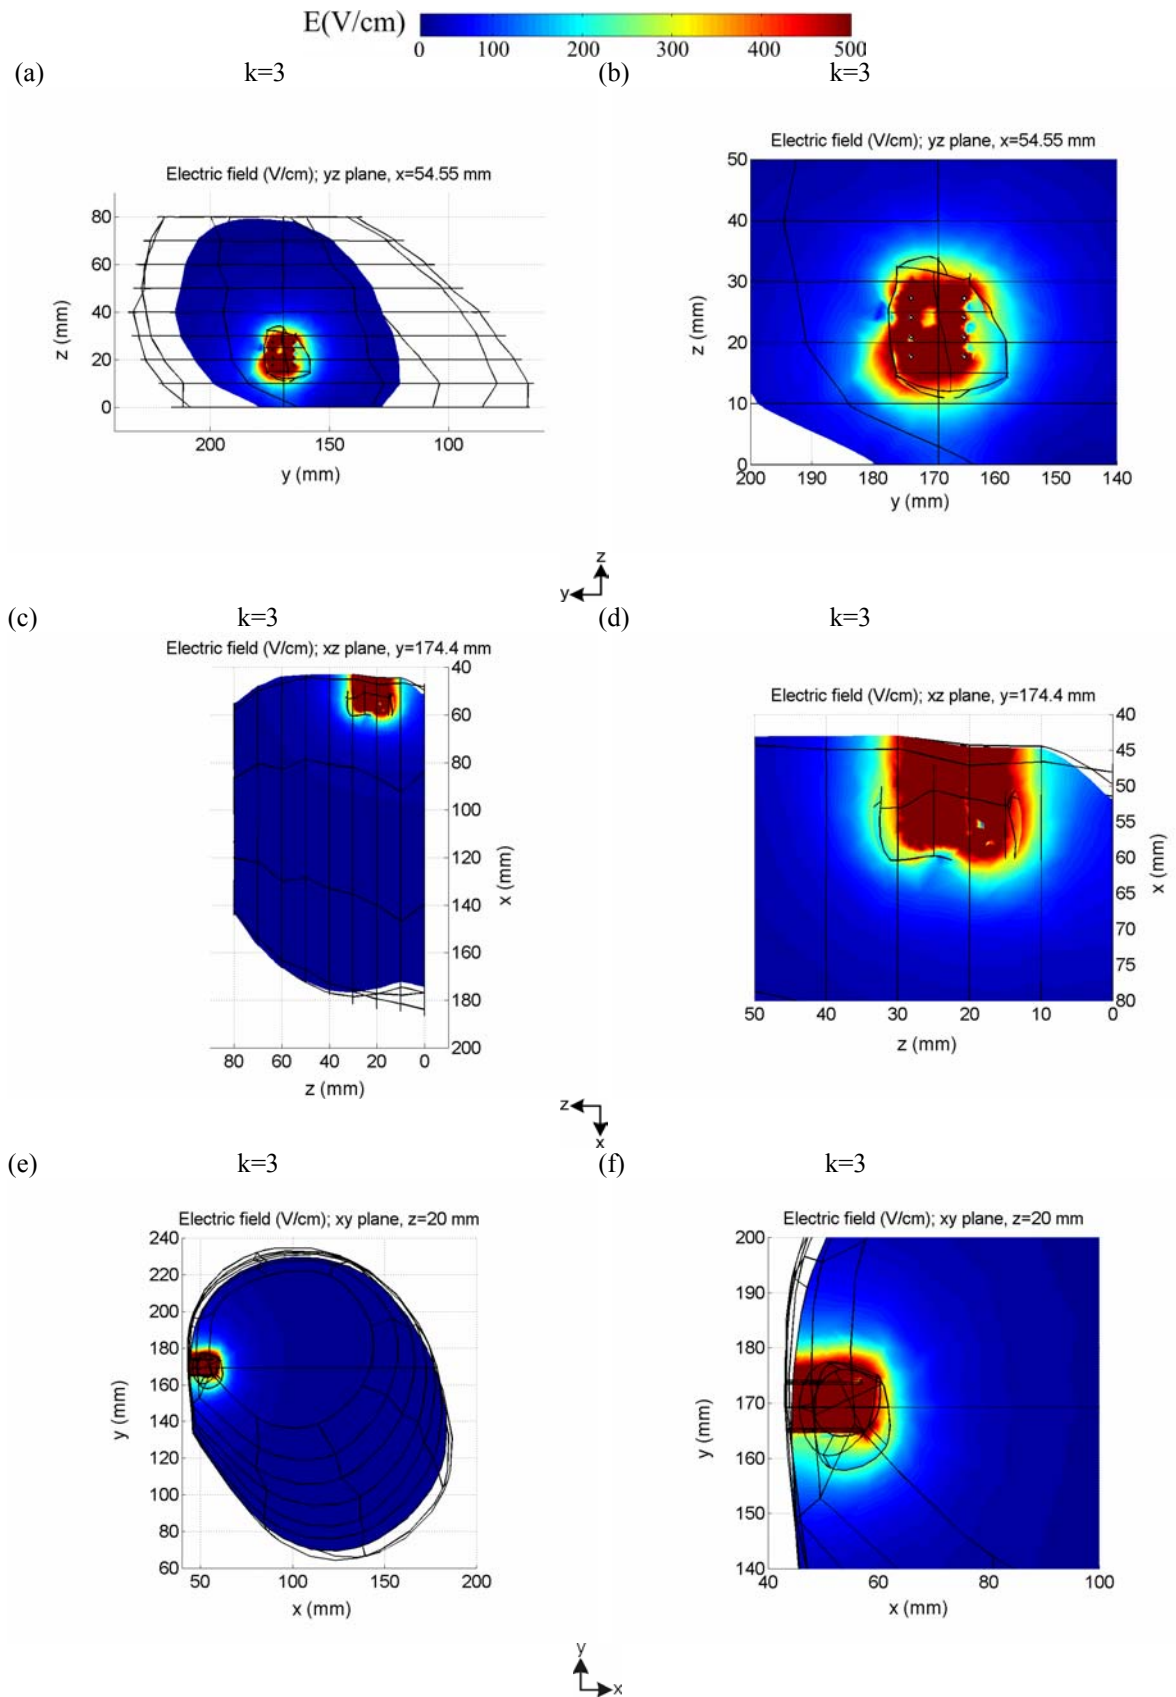 E(V/cm)
0 100 200 300 400 500
(a) k=3 (b) k=3
Electric field (V/cm); yz plane, x=54.55 mm
80
60
40
20
0
z (mm)
200 150 100
y (mm)
Electric field (V/cm); yz plane, x=54.55 mm
50
40
30
20
10
0
z (mm)
200 190 180 170 160 150 140
y (mm)
z
y
(c) k=3 (d) k=3
Electric field (V/cm); xz plane, y=174.4 mm
40
60
80
100
120
140
160
180
200
x (mm)
80 60 40 20 0
z (mm)
Electric field (V/cm); xz plane, y=174.4 mm
40
45
50
55
60
65
70
75
80
x (mm)
50 40 30 20 10 0
z (mm)
z
x
(e) k=3 (f) k=3
Electric field (V/cm); xy plane, z=20 mm
240
220
200
180
160
140
120
100
80
60
y (mm)
50 100 150 200
x (mm)
Electric field (V/cm); xy plane, z=20 mm
200
190
180
170
160
150
140
y (mm)
40 60 80 100
x (mm)
y
x